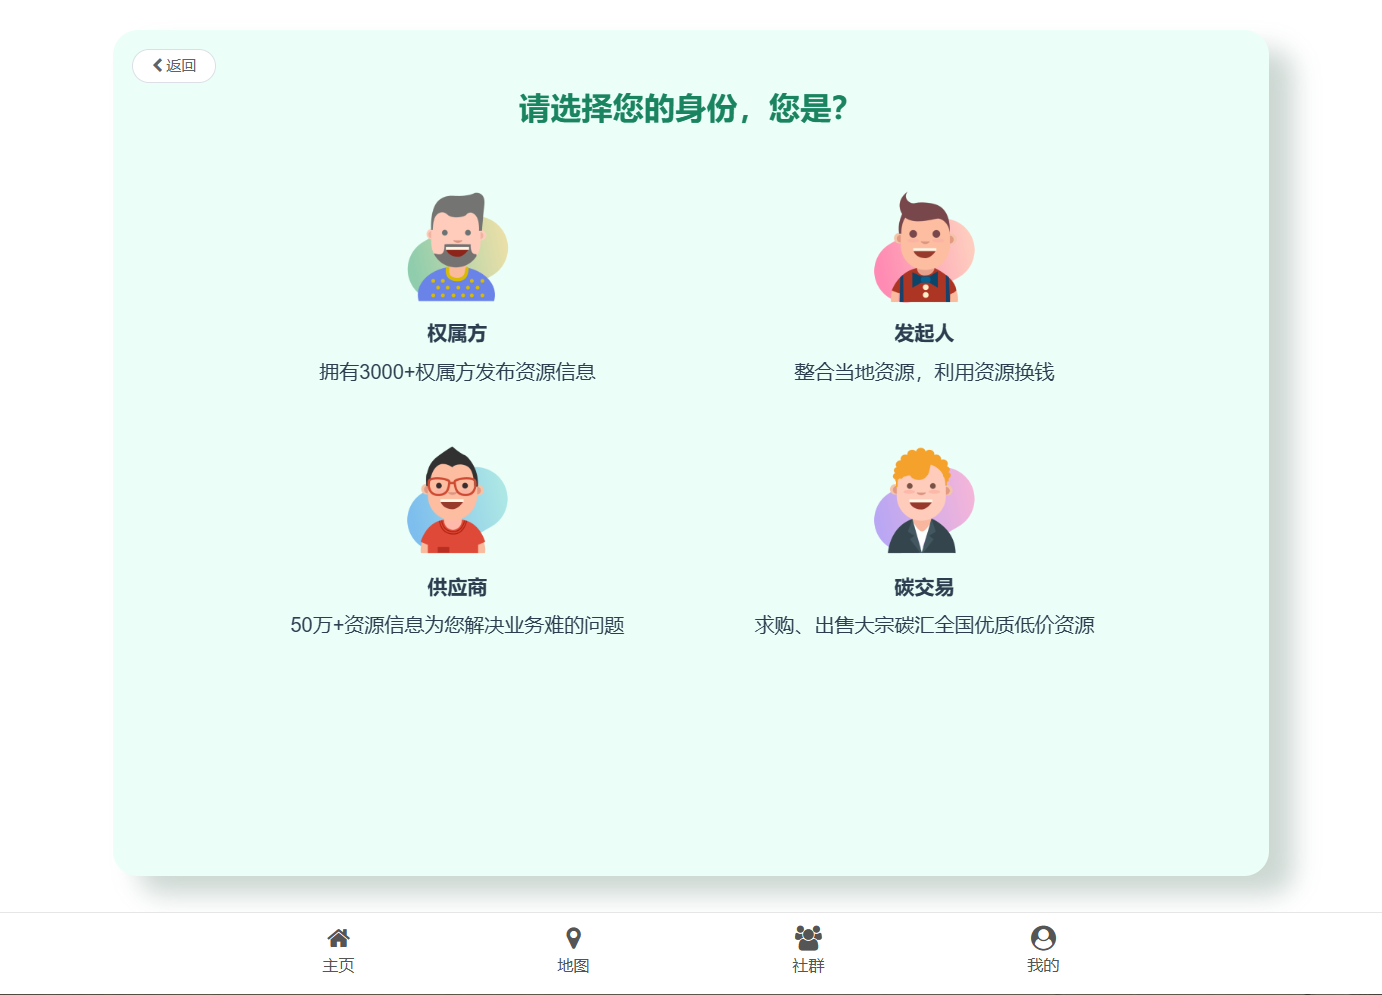 返回
请选择您的身份，您是？
权属方
拥有3000+权属方发布资源信息
发起人
整合当地资源，利用资源换钱
供应商
50万+资源信息为您解决业务难的问题
碳交易
求购、出售大宗碳汇全国优质低价资源
主页
地图
社群
我的